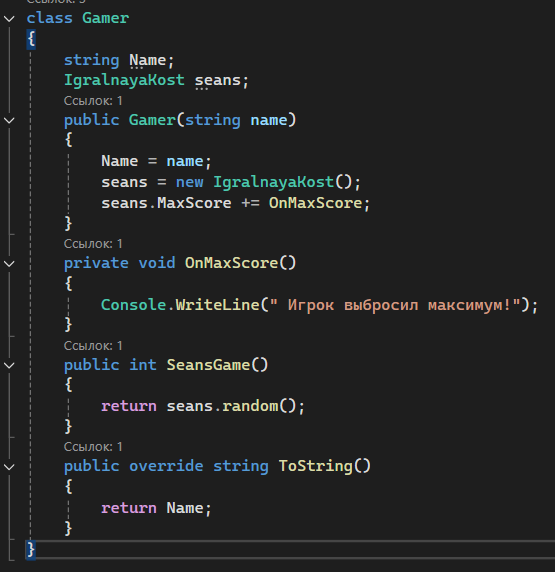 Ссылок: 3
class Gamer
{
string Name;
IgralnayaKost seans;
Ссылок: 1
public Gamer(string name)
{
Name = name;
seans = new IgralnayaKost();
seans.MaxScore += OnMaxScore;
}
Ссылок: 1
private void OnMaxScore()
{
Console.WriteLine(" Игрок выбросил максимум!");
}
Ссылок: 1
public int SeansGame()
{
return seans.random();
}
Ссылок: 1
public override string ToString()
{
return Name;
}
}